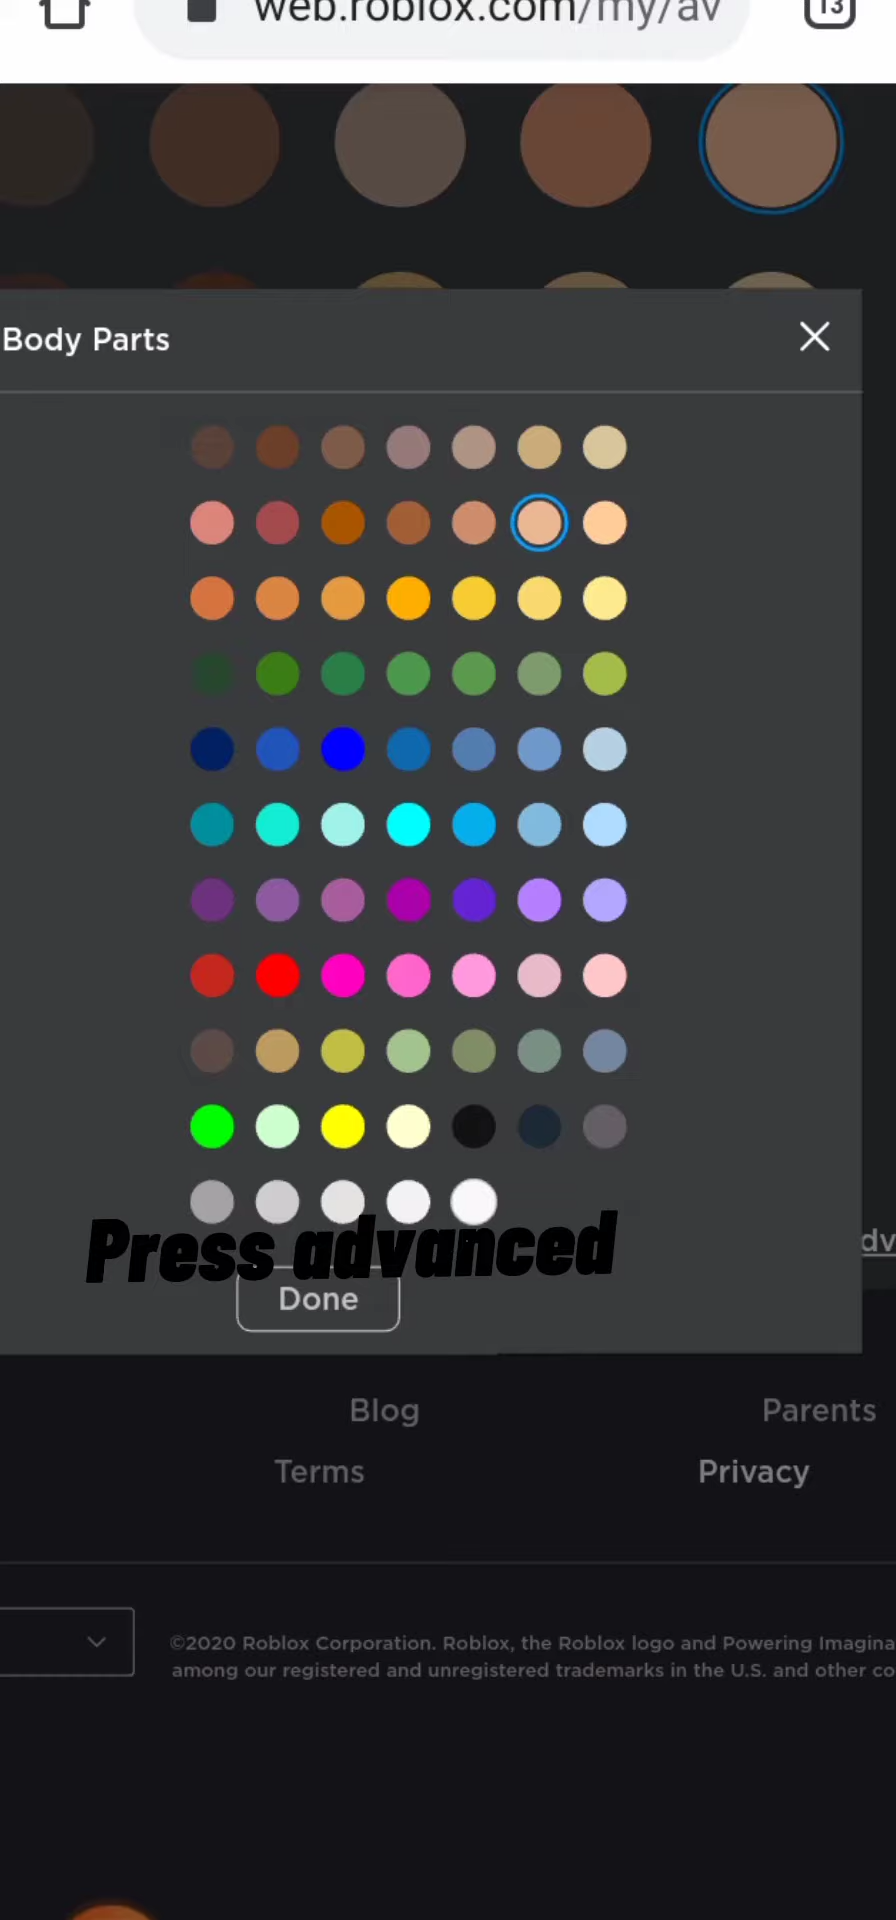 web.roblox.com/my/av
13
Body Parts
Press advanced
dv
Done
Blog
Parents
Terms
Privacy
©2020 Roblox Corporation. Roblox, the Roblox logo and Powering Imagina
among our registered and unregistered trademarks in the U.S. and other co